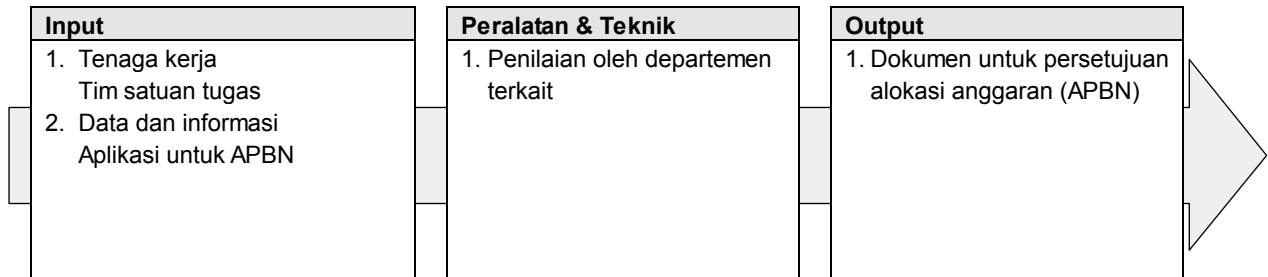 Input
1. Tenaga kerja
Tim satuan tugas
2. Data dan informasi
Aplikasi untuk APBN
Peralatan & Teknik
1. Penilaian oleh departemen
terkait
Output
1. Dokumen untuk persetujuan
alokasi anggaran (APBN)